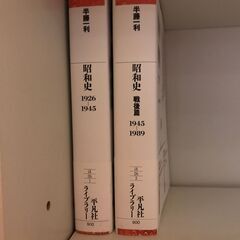 半藤一利
昭和史
1926
1945
平凡社
ライブラリー
半藤一利
昭和史
戦後篇
1945
1989
平凡社
ライブラリー